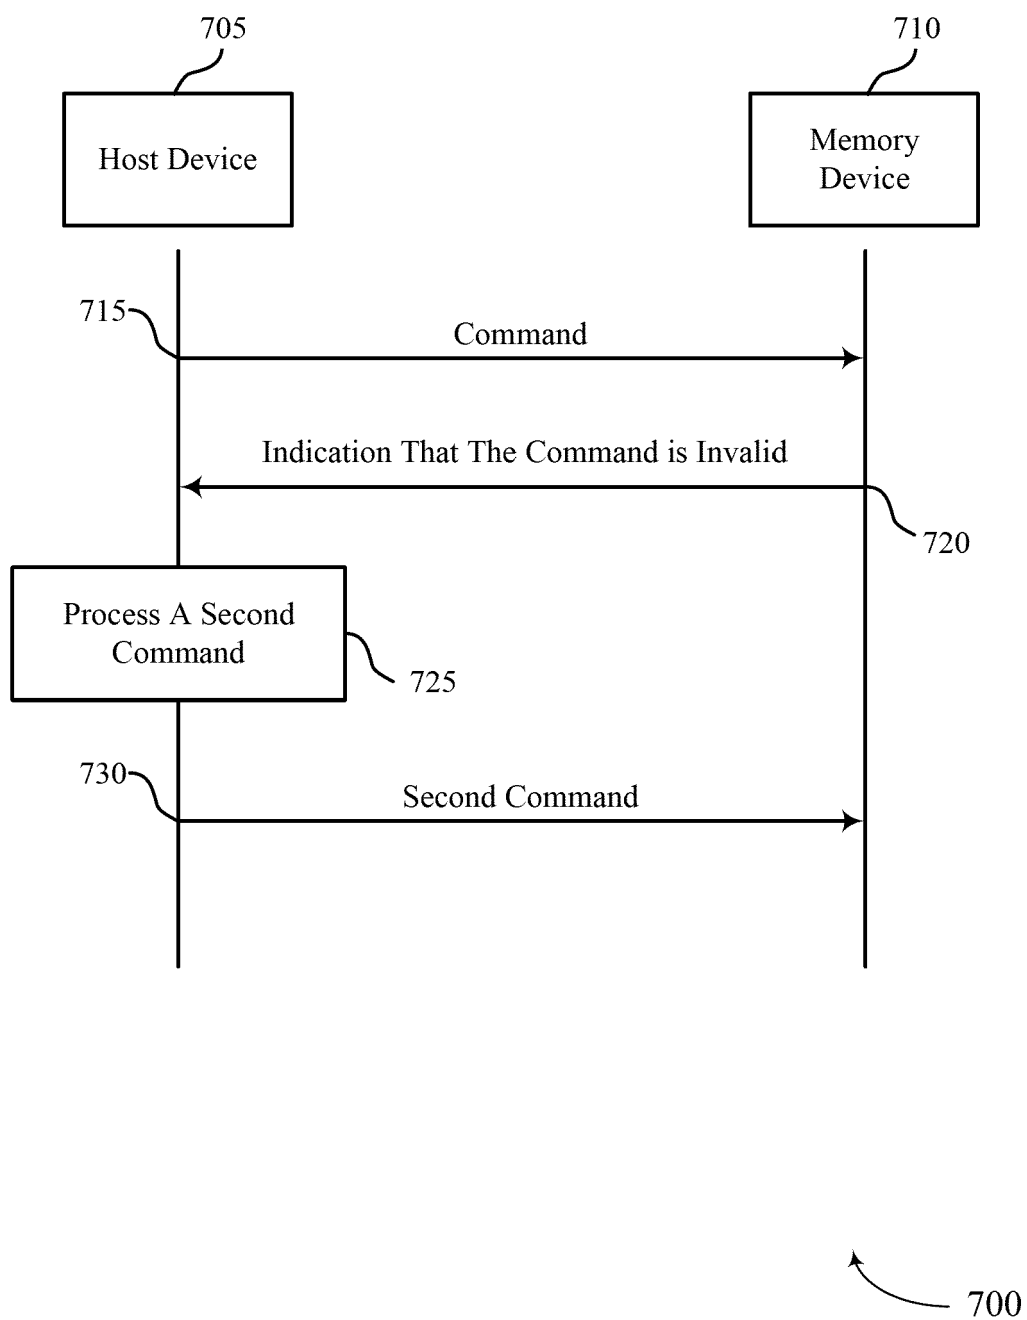 705
710
Host Device
Memory
Device
715
Command
Indication That The Command is Invalid
720
Process A Second
Command
725
730
Second Command
700